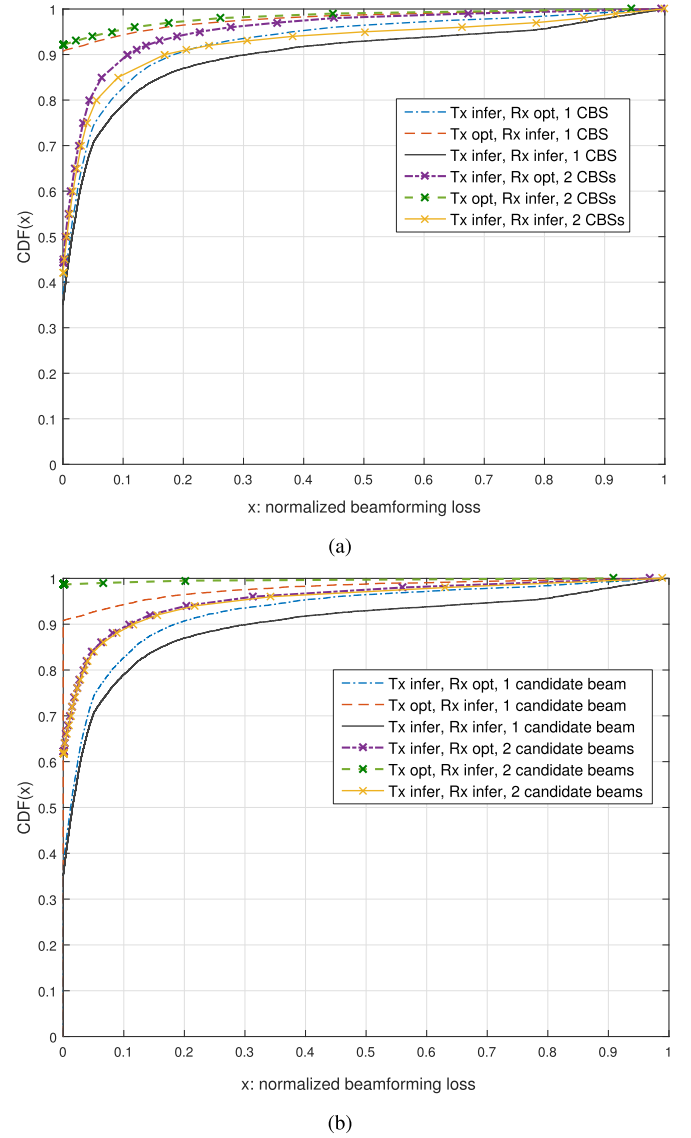 1
0.9
0.8
0.7
0.6
0.5
0.4
0.3
0.2
0.1
0
CDF(x)
Tx infer, Rx opt, 1 CBS
Tx opt, Rx infer, 1 CBS
Tx infer, Rx infer, 1 CBS
Tx infer, Rx opt, 2 CBSs
Tx opt, Rx infer, 2 CBSs
Tx infer, Rx infer, 2 CBSs
0 0.1 0.2 0.3 0.4 0.5 0.6 0.7 0.8 0.9 1
x: normalized beamforming loss
(a)
1
0.9
0.8
0.7
0.6
0.5
0.4
0.3
0.2
0.1
0
CDF(x)
Tx infer, Rx opt, 1 candidate beam
Tx opt, Rx infer, 1 candidate beam
Tx infer, Rx infer, 1 candidate beam
Tx infer, Rx opt, 2 candidate beams
Tx opt, Rx infer, 2 candidate beams
Tx infer, Rx infer, 2 candidate beams
0 0.1 0.2 0.3 0.4 0.5 0.6 0.7 0.8 0.9 1
x: normalized beamforming loss
(b)